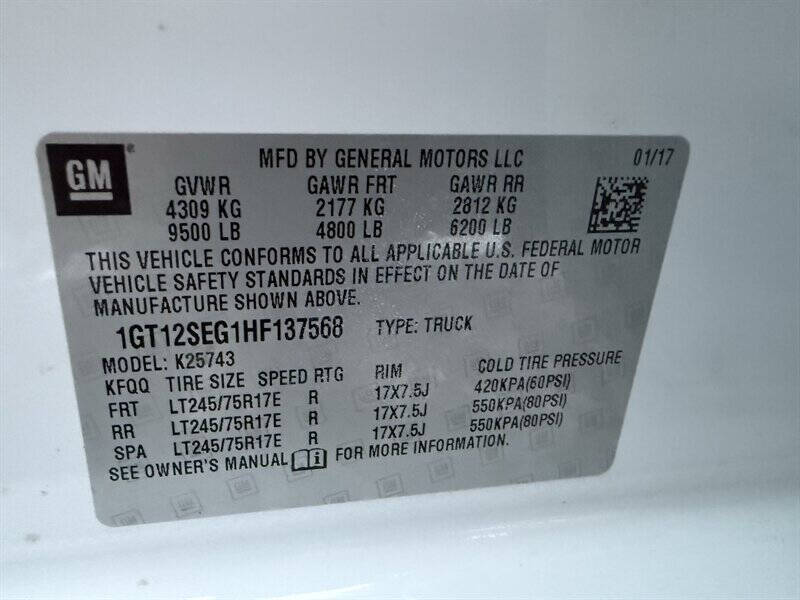 GM
MFD BY GENERAL MOTORS LLC 01/17
GVWR GAWR FRT GAWR RR
4309 KG 2177 KG 2812 KG
9500 LB 4800 LB 6200 LB
THIS VEHICLE CONFORMS TO ALL APPLICABLE U.S. FEDERAL MOTOR
VEHICLE SAFETY STANDARDS IN EFFECT ON THE DATE OF
MANUFACTURE SHOWN ABOVE.
1GT12SEG1HF137568 TYPE: TRUCK
MODEL: K25743
KFQQ TIRE SIZE SPEED RTG RIM COLD TIRE PRESSURE
FRT LT245/75R17E R 17X7.5J 420KPA(60PSI)
RR LT245/75R17E R 17X7.5J 550KPA(80PSI)
SPA LT245/75R17E R 17X7.5J 550KPA(80PSI)
SEE OWNER'S MANUAL i FOR MORE INFORMATION.